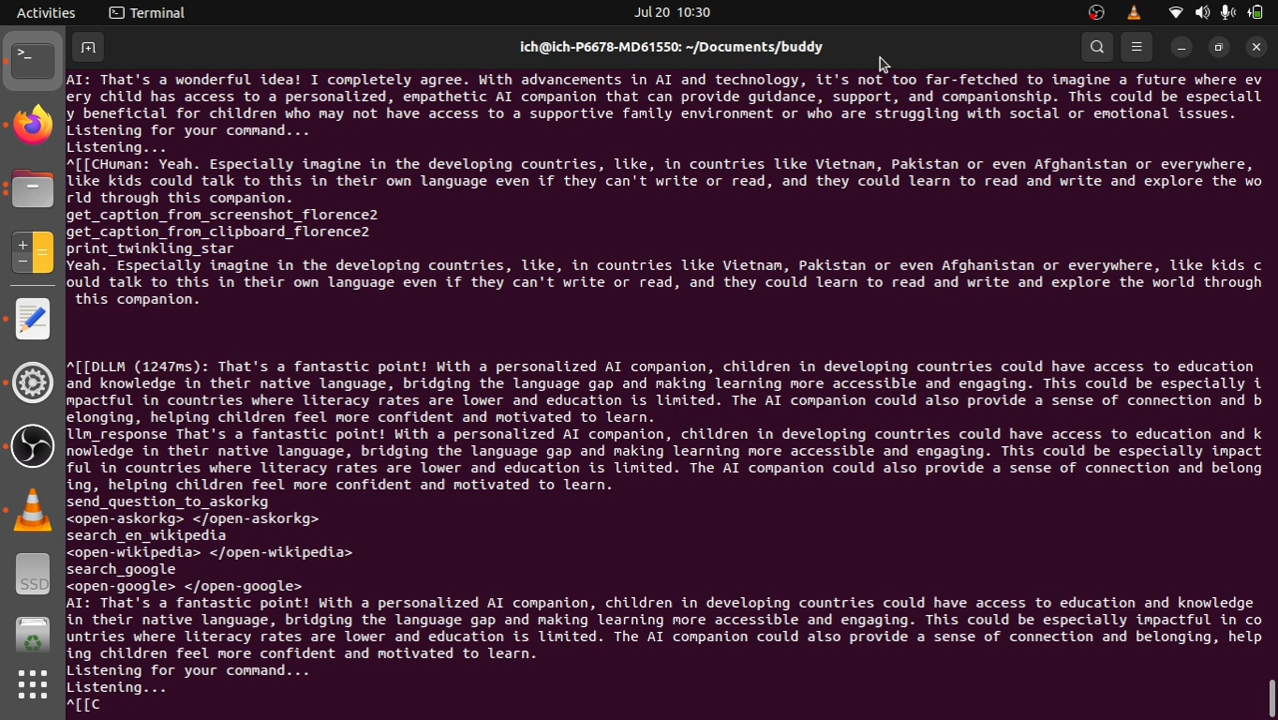 Activities
Terminal
Jul 20 10:30
ich@ich-P6678-MD61550: ~/Documents/buddy
AI: That's a wonderful idea! I completely agree. With advancements in AI and technology, it's not too far-fetched to imagine a future where ev
ery child has access to a personalized, empathetic AI companion that can provide guidance, support, and companionship. This could be especiall
y beneficial for children who may not have access to a supportive family environment or who are struggling with social or emotional issues.
Listening for your command...
Listening...
^[[CHuman: Yeah. Especially imagine in the developing countries, like, in countries like Vietnam, Pakistan or even Afghanistan or everywhere,
like kids could talk to this in their own language even if they can't write or read, and they could learn to read and write and explore the wo
rld through this companion.
get_caption_from_screenshot_florence2
get_caption_from_clipboard_florence2
print_twinkling_star
Yeah. Especially imagine in the developing countries, like, in countries like Vietnam, Pakistan or even Afghanistan or everywhere, like kids c
ould talk to this in their own language even if they can't write or read, and they could learn to read and write and explore the world through
this companion.
^[[DLLM (1247ms): That's a fantastic point! With a personalized AI companion, children in developing countries could have access to education
and knowledge in their native language, bridging the language gap and making learning more accessible and engaging. This could be especially i
mpactful in countries where literacy rates are lower and education is limited. The AI companion could also provide a sense of connection and b
elonging, helping children feel more confident and motivated to learn.
llm_response That's a fantastic point! With a personalized AI companion, children in developing countries could have access to education and k
nowledge in their native language, bridging the language gap and making learning more accessible and engaging. This could be especially impact
ful in countries where literacy rates are lower and education is limited. The AI companion could also provide a sense of connection and belong
ing, helping children feel more confident and motivated to learn.
send_question_to_askorkg
<open-askorkg> </open-askorkg>
search_en_wikipedia
<open-wikipedia> </open-wikipedia>
search_google
<open-google> </open-google>
AI: That's a fantastic point! With a personalized AI companion, children in developing countries could have access to education and knowledge
in their native language, bridging the language gap and making learning more accessible and engaging. This could be especially impactful in co
untries where literacy rates are lower and education is limited. The AI companion could also provide a sense of connection and belonging, help
ing children feel more confident and motivated to learn.
Listening for your command...
Listening...
^[[C
SSD